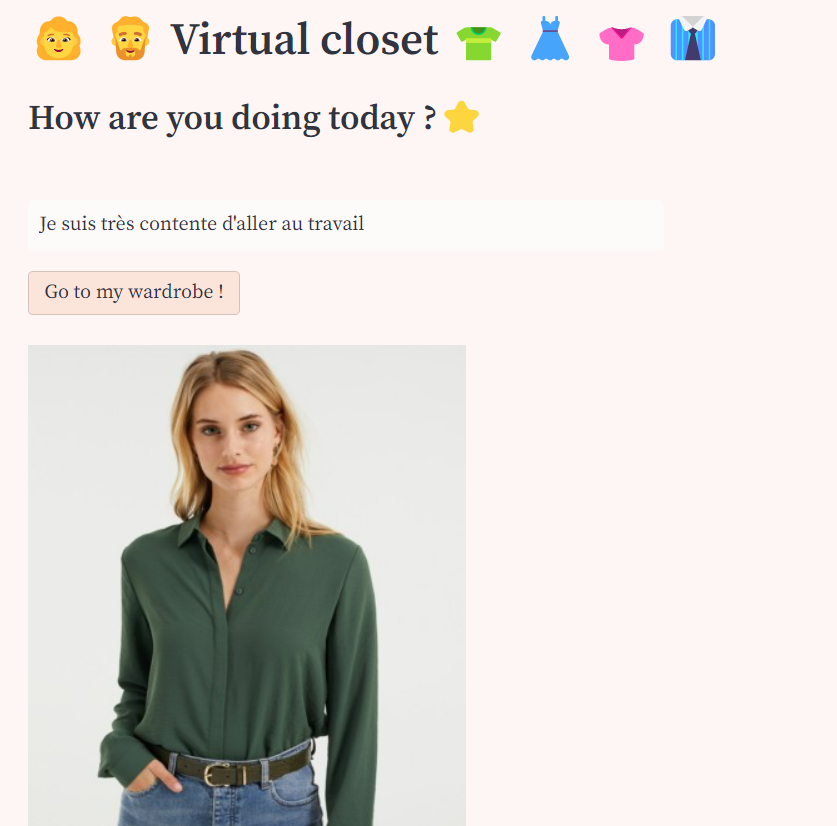 Virtual closet
How are you doing today ?
Je suis très contente d'aller au travail
Go to my wardrobe !